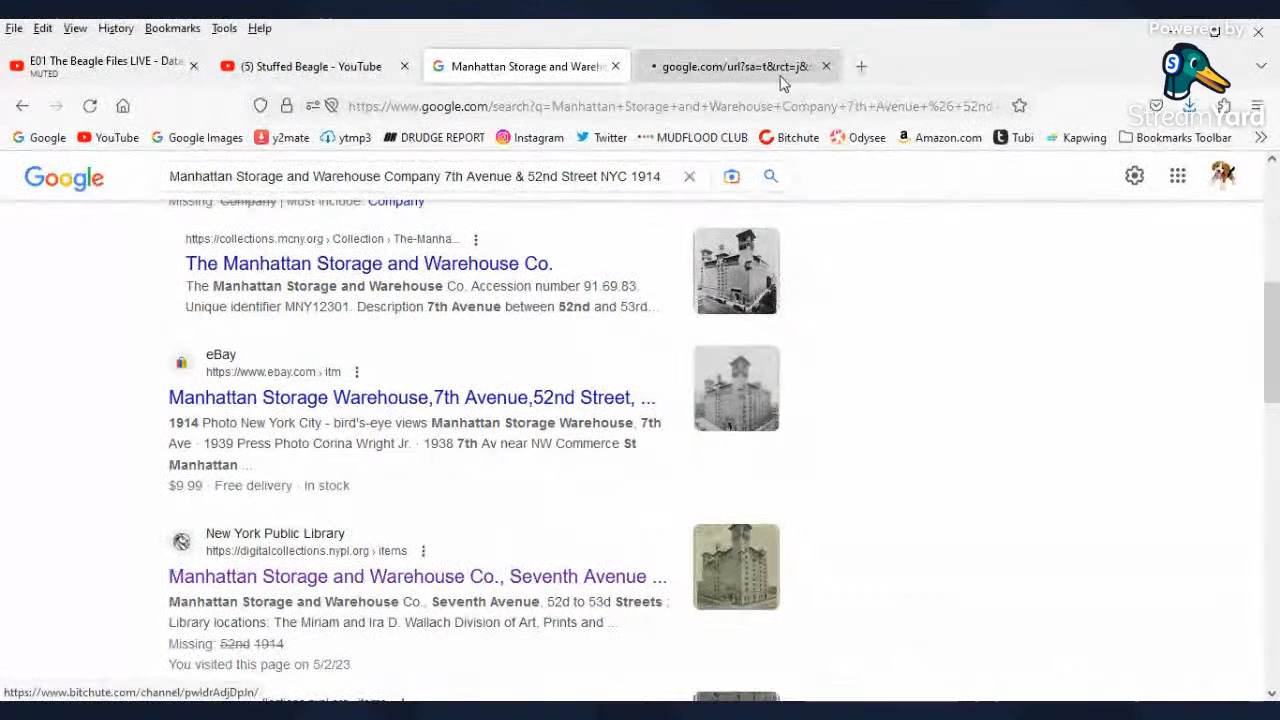 File Edit View History Bookmarks Tools Help
Powered by
E01 The Beagle Files LIVE - Data
MUTED
(5) Stuffed Beagle - YouTube
Manhattan Storage and Wareh
google.com/url?sa=t&rct=j&
https://www.google.com/search?q=Manhattan+Storage+and+Warehouse+Company+7th+Avenue+%26+52nd
StreamYard
Google YouTube Google Images y2mate ytmp3 DRUDGE REPORT Instagram Twitter MUDFLOOD CLUB Bitchute Odysee Amazon.com Tubi Kapwing Bookmarks Toolbar
Google
Manhattan Storage and Warehouse Company 7th Avenue & 52nd Street NYC 1914
Missing: Company | Must include: Company
https://collections.mcny.org › Collection › The-Manha...
The Manhattan Storage and Warehouse Co.
The Manhattan Storage and Warehouse Co. Accession number 91.69.83.
Unique identifier MNY12301. Description 7th Avenue between 52nd and 53rd...
eBay
https://www.ebay.com › itm
Manhattan Storage Warehouse,7th Avenue,52nd Street, ...
1914 Photo New York City - bird's-eye views Manhattan Storage Warehouse, 7th
Ave · 1939 Press Photo Corina Wright Jr. · 1938 7th Av near NW Commerce St
Manhattan ...
$9.99 · Free delivery · In stock
New York Public Library
https://digitalcollections.nypl.org › items
Manhattan Storage and Warehouse Co., Seventh Avenue ...
Manhattan Storage and Warehouse Co., Seventh Avenue, 52d to 53d Streets ;
Library locations: The Miriam and Ira D. Wallach Division of Art, Prints and ...
Missing: 52nd 1914
You visited this page on 5/2/23
https://www.bitchute.com/channel/pwidrAdjDpJn/